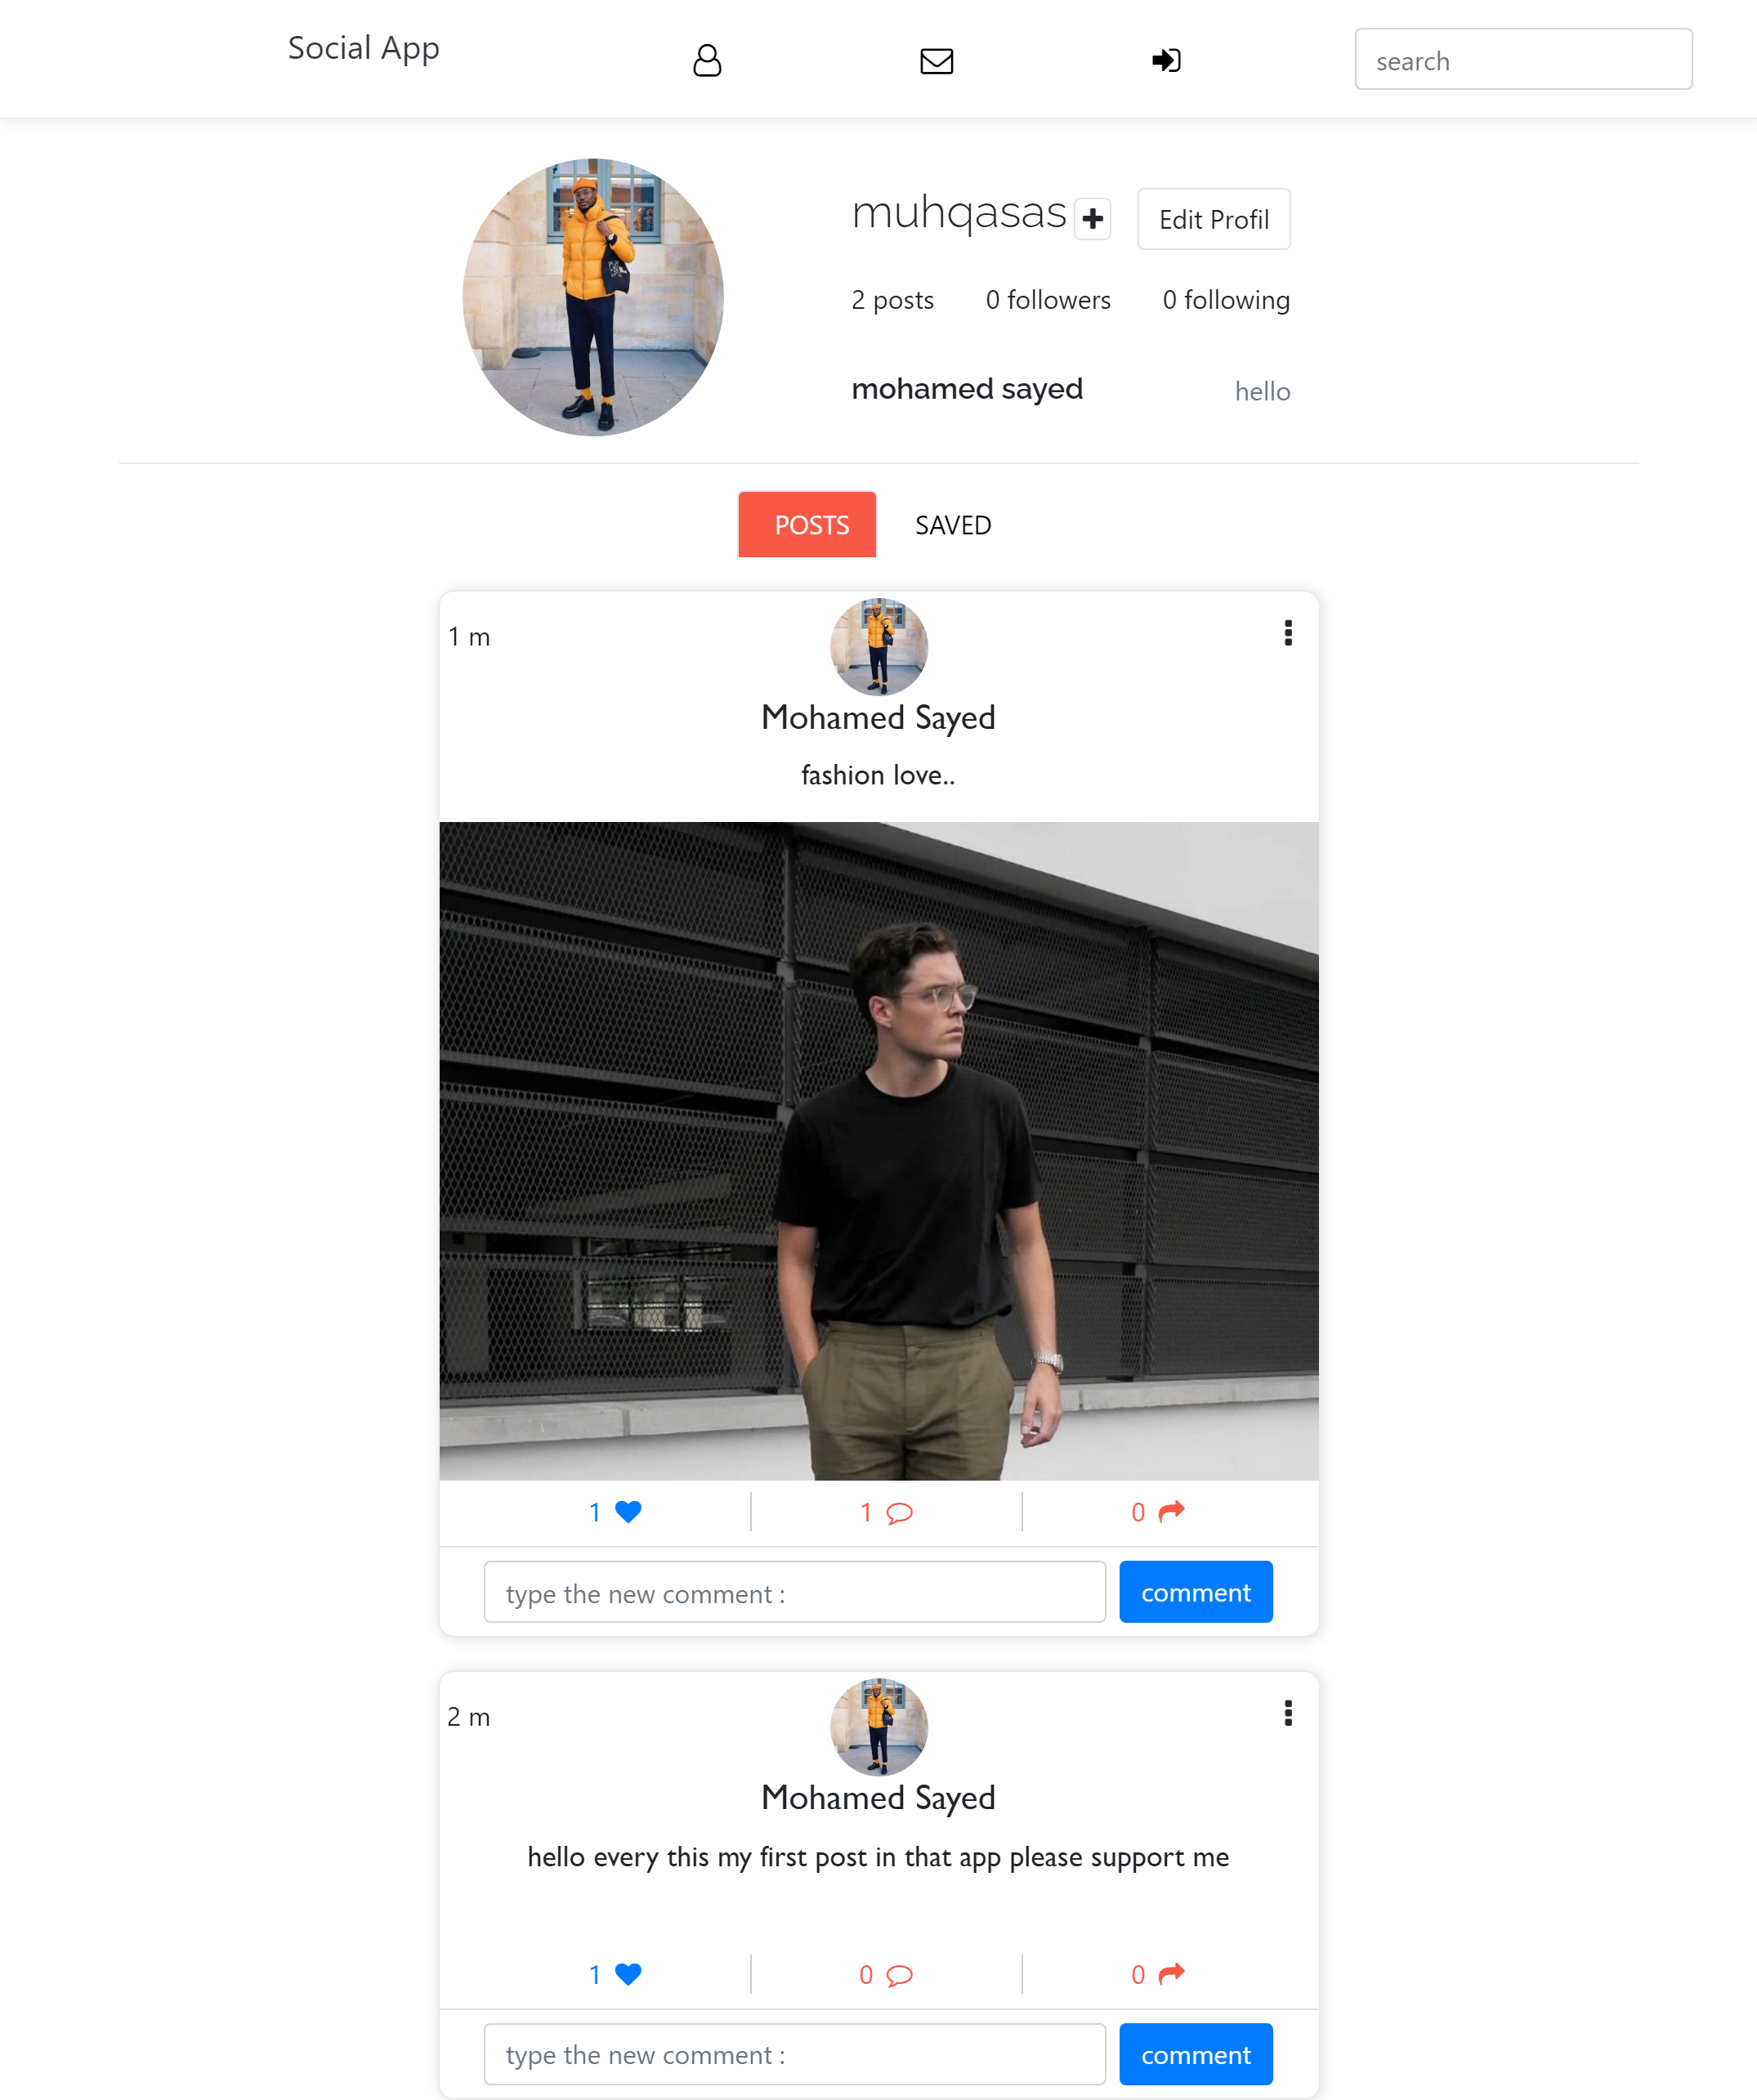 Social App
search
muhqasas
Edit Profil
2 posts 0 followers 0 following
mohamed sayed hello
POSTS SAVED
1 m
Mohamed Sayed
fashion love..
1 1 0
type the new comment : comment
2 m
Mohamed Sayed
hello every this my first post in that app please support me
1 0 0
type the new comment : comment